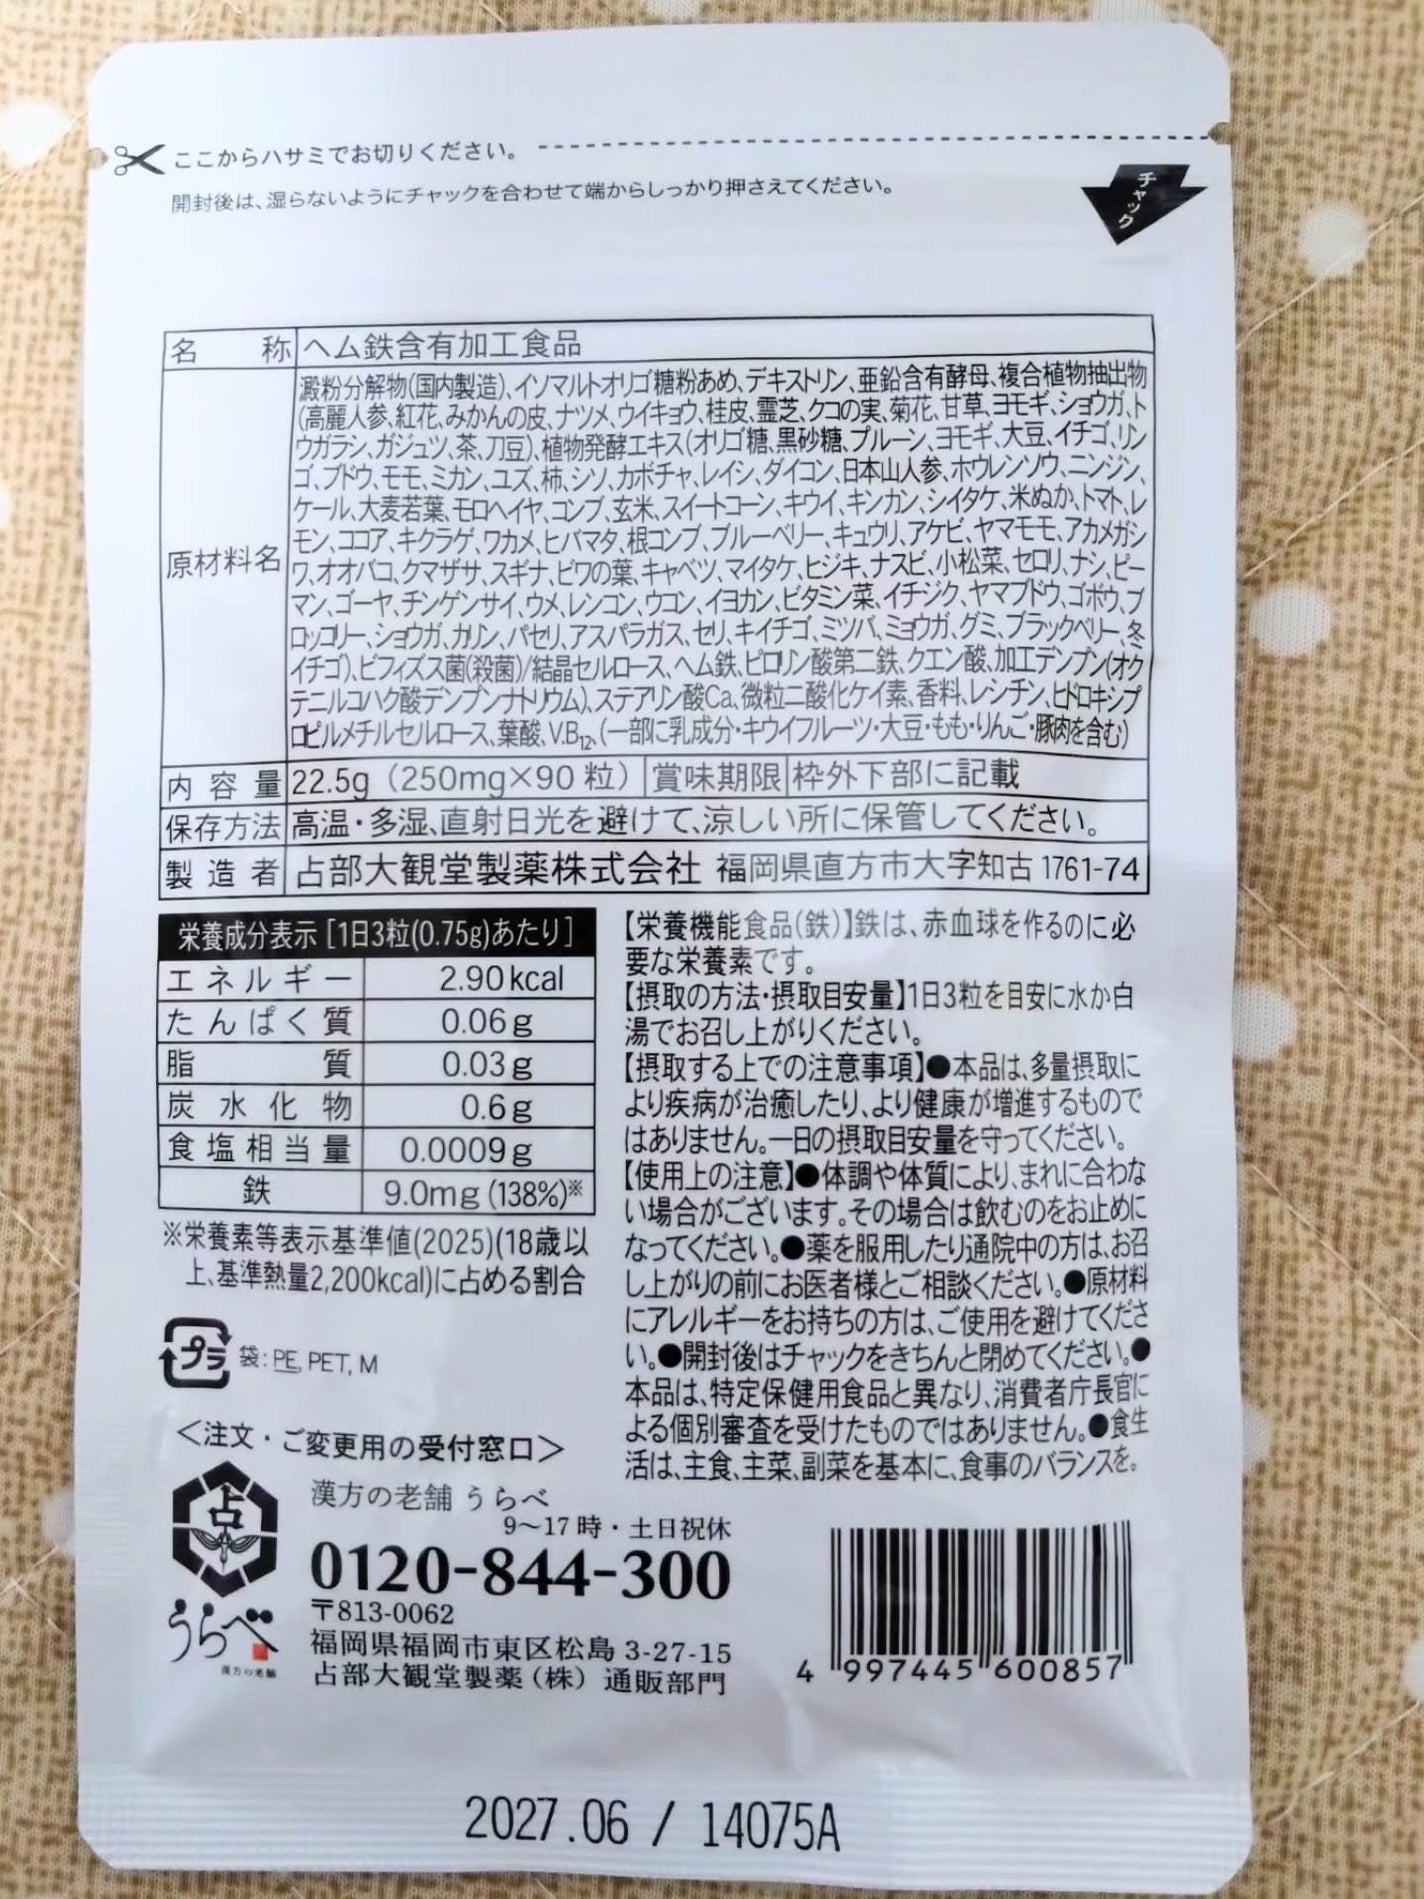 ここからハサミでお切りください。
開封後は、湿らないようにチャックを合わせて端からしっかり押さえてください。
チャック
名称 ヘム鉄含有加工食品
原材料名
澱粉分解物(国内製造)、イソマルトオリゴ糖粉あめ、デキストリン、亜鉛含有酵母、複合植物抽出物
(高麗人参、紅花、みかんの皮、ナツメ、ウイキョウ、桂皮、霊芝、クコの実、菊花、甘草、ヨモギ、ショウガ、ト
ウガラシ、ガジュツ、茶、刀豆)、植物発酵エキス(オリゴ糖、黒砂糖、プルーン、ヨモギ、大豆、イチゴ、リン
ゴ、ブドウ、モモ、ミカン、ユズ、柿、シソ、カボチャ、レイシ、ダイコン、日本山人参、ホウレンソウ、ニンジン、
ケール、大麦若葉、モロヘイヤ、コンブ、玄米、スイートコーン、キウイ、キンカン、シイタケ、米ぬか、トマト、レ
モン、ココア、キクラゲ、ワカメ、ヒバマタ、根コンブ、ブルーベリー、キュウリ、アケビ、ヤマモモ、アカメガシ
ワ、オオバコ、クマザサ、スギナ、ビワの葉、キャベツ、マイタケ、ヒジキ、ナスビ、小松菜、セロリ、ナシ、ピー
マン、ゴーヤ、チンゲンサイ、ウメ、レンコン、ウコン、イヨカン、ビタミン菜、イチジク、ヤマブドウ、ゴボウ、ブ
ロッコリー、ショウガ、カリン、パセリ、アスパラガス、セリ、キイチゴ、ミツバ、ミョウガ、グミ、ブラックベリー、冬
イチゴ)、ビフィズス菌(殺菌)/結晶セルロース、ヘム鉄、ピロリン酸第二鉄、クエン酸、加工デンプン(オク
テニルコハク酸デンプンナトリウム)、ステアリン酸Ca、微粒二酸化ケイ素、香料、レシチン、ヒドロキシプ
ロピルメチルセルロース、葉酸、V.B12、(一部に乳成分・キウイフルーツ・大豆・もも・りんご・豚肉を含む)
内容量 22.5g (250mg×90粒) 賞味期限 枠外下部に記載
保存方法 高温・多湿、直射日光を避けて、涼しい所に保管してください。
製造者 占部大観堂製薬株式会社 福岡県直方市大字知古1761-74
栄養成分表示[1日3粒(0.75g)あたり]
エネルギー 2.90kcal
たんぱく質 0.06g
脂質 0.03g
炭水化物 0.6g
食塩相当量 0.0009g
鉄 9.0mg(138%)※
※栄養素等表示基準値(2025)(18歳以
上、基準熱量2,200kcal)に占める割合
プラ 袋:PE, PET, M
【栄養機能食品(鉄)】鉄は、赤血球を作るのに必
要な栄養素です。
【摂取の方法・摂取目安量】1日3粒を目安に水か白
湯でお召し上がりください。
【摂取する上での注意事項】●本品は、多量摂取に
より疾病が治癒したり、より健康が増進するもので
はありません。一日の摂取目安量を守ってください。
【使用上の注意】●体調や体質により、まれに合わな
い場合がございます。その場合は飲むのをお止めに
なってください。●薬を服用したり通院中の方は、お召
し上がりの前にお医者様とご相談ください。●原材料
にアレルギーをお持ちの方は、ご使用を避けてくださ
い。●開封後はチャックをきちんと閉めてください。●
本品は、特定保健用食品と異なり、消費者庁長官に
よる個別審査を受けたものではありません。●食生
活は、主食、主菜、副菜を基本に、食事のバランスを。
<注文・ご変更用の受付窓口>
占
うらべ
漢方の老舗
漢方の老舗 うらべ
9〜17時・土日祝休
0120-844-300
〒813-0062
福岡県福岡市東区松島3-27-15
占部大観堂製薬(株)通販部門
4 997445 600857
2027.06 / 14075A